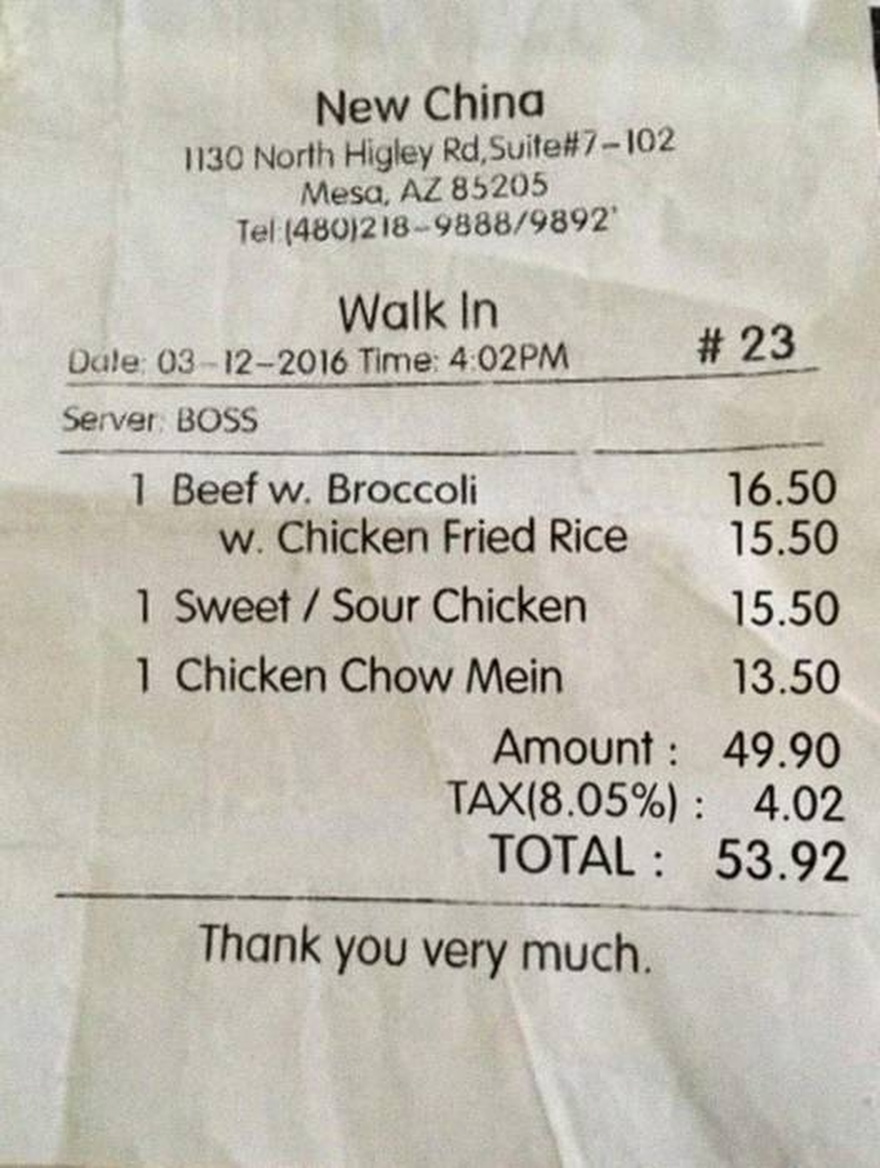 New China
1130 North Higley Rd,Suite#7-102
Mesa, AZ 85205
Tel:(480)218-9888/9892'
Walk In
# 23
Date: 03-12-2016 Time: 4:02PM
Server: BOSS
1 Beef w. Broccoli 16.50
w. Chicken Fried Rice 15.50
1 Sweet / Sour Chicken 15.50
1 Chicken Chow Mein 13.50
Amount : 49.90
TAX(8.05%) : 4.02
TOTAL : 53.92
Thank you very much.